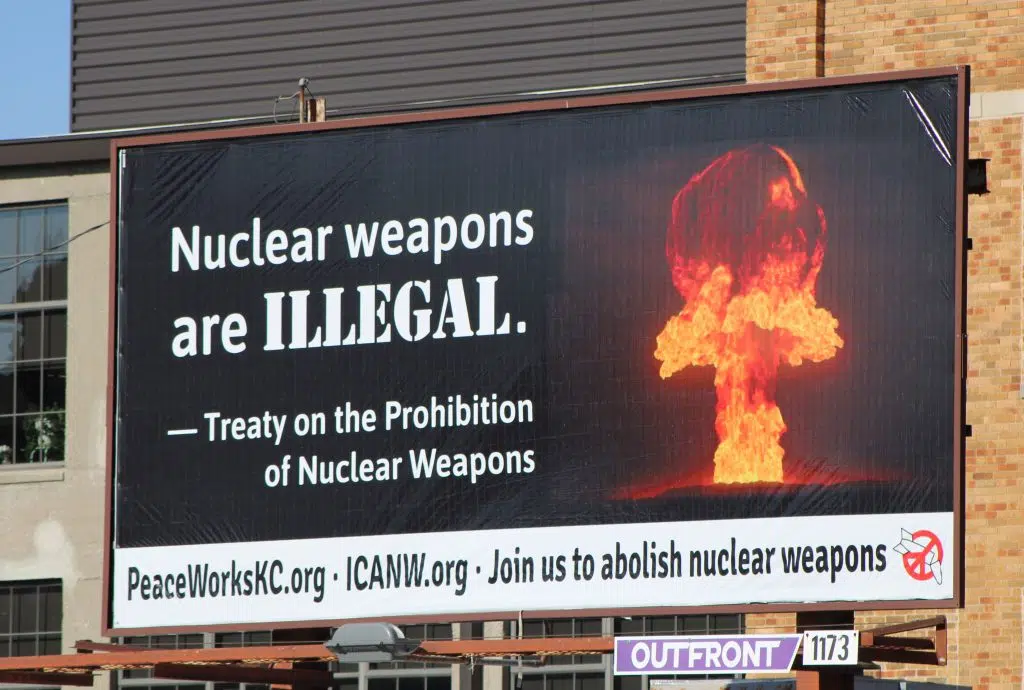 Nuclear weapons
are ILLEGAL.
— Treaty on the Prohibition
of Nuclear Weapons
PeaceWorksKC.org · ICANW.org · Join us to abolish nuclear weapons
OUTFRONT 1173